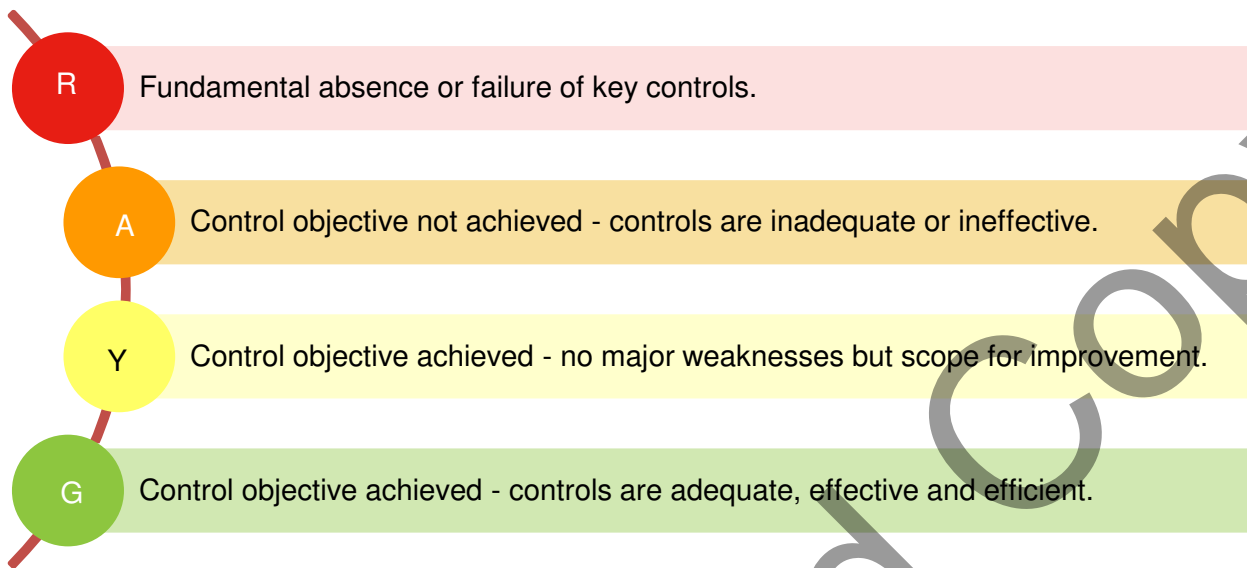 R
Fundamental absence or failure of key controls.
A
Control objective not achieved - controls are inadequate or ineffective.
Y
Control objective achieved - no major weaknesses but scope for improvement.
G
Control objective achieved - controls are adequate, effective and efficient.